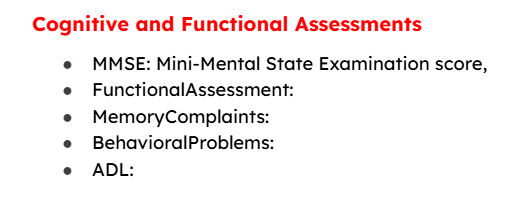 Cognitive and Functional Assessments
● MMSE: Mini-Mental State Examination score,
● FunctionalAssessment:
● MemoryComplaints:
● BehavioralProblems:
● ADL: